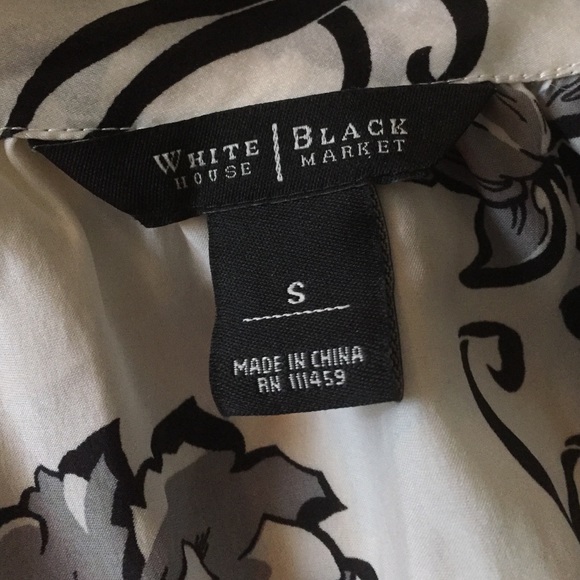 WHITE | BLACK
HOUSE | MARKET
S
MADE IN CHINA
RN 111459